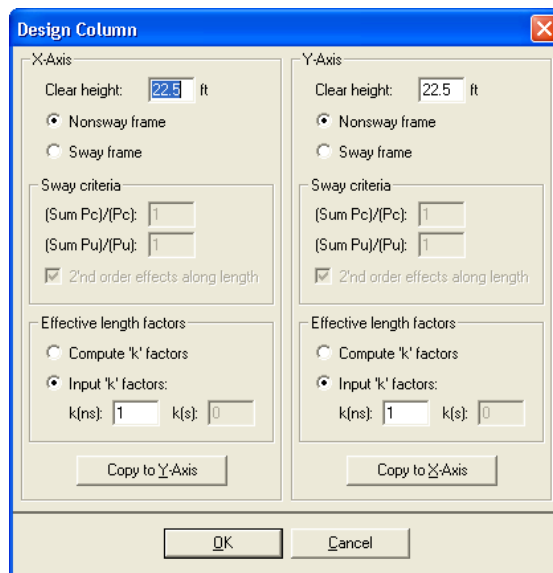 Design Column
X-Axis
Clear height: 22.5 ft
Nonsway frame
Sway frame
Sway criteria
(Sum Pc)/(Pc): 1
(Sum Pu)/(Pu): 1
2'nd order effects along length
Effective length factors
Compute 'k' factors
Input 'k' factors:
k(ns): 1 k(s): 0
Copy to Y-Axis
Y-Axis
Clear height: 22.5 ft
Nonsway frame
Sway frame
Sway criteria
(Sum Pc)/(Pc): 1
(Sum Pu)/(Pu): 1
2'nd order effects along length
Effective length factors
Compute 'k' factors
Input 'k' factors:
k(ns): 1 k(s): 0
Copy to X-Axis
OK Cancel